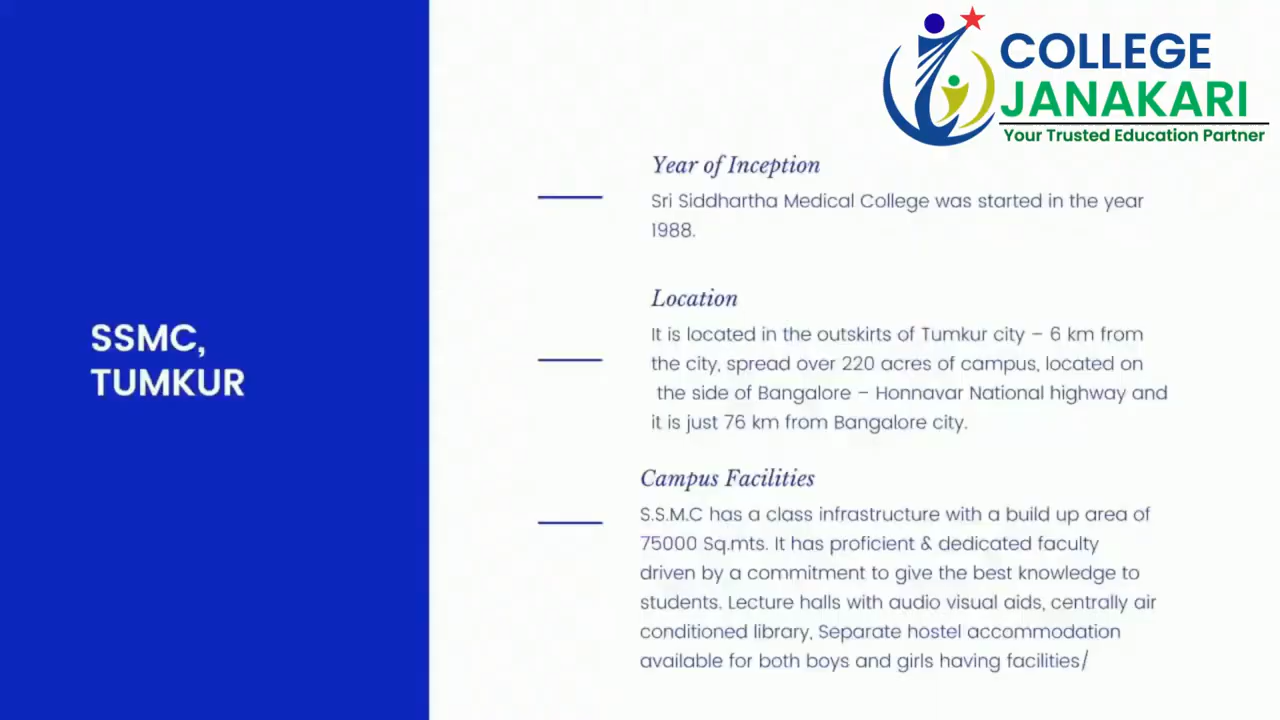 COLLEGE
JANAKARI
Your Trusted Education Partner
SSMC,
TUMKUR
Year of Inception
Sri Siddhartha Medical College was started in the year
1988.
Location
It is located in the outskirts of Tumkur city – 6 km from
the city, spread over 220 acres of campus, located on
the side of Bangalore – Honnavar National highway and
it is just 76 km from Bangalore city.
Campus Facilities
S.S.M.C has a class infrastructure with a build up area of
75000 Sq.mts. It has proficient & dedicated faculty
driven by a commitment to give the best knowledge to
students. Lecture halls with audio visual aids, centrally air
conditioned library, Separate hostel accommodation
available for both boys and girls having facilities/